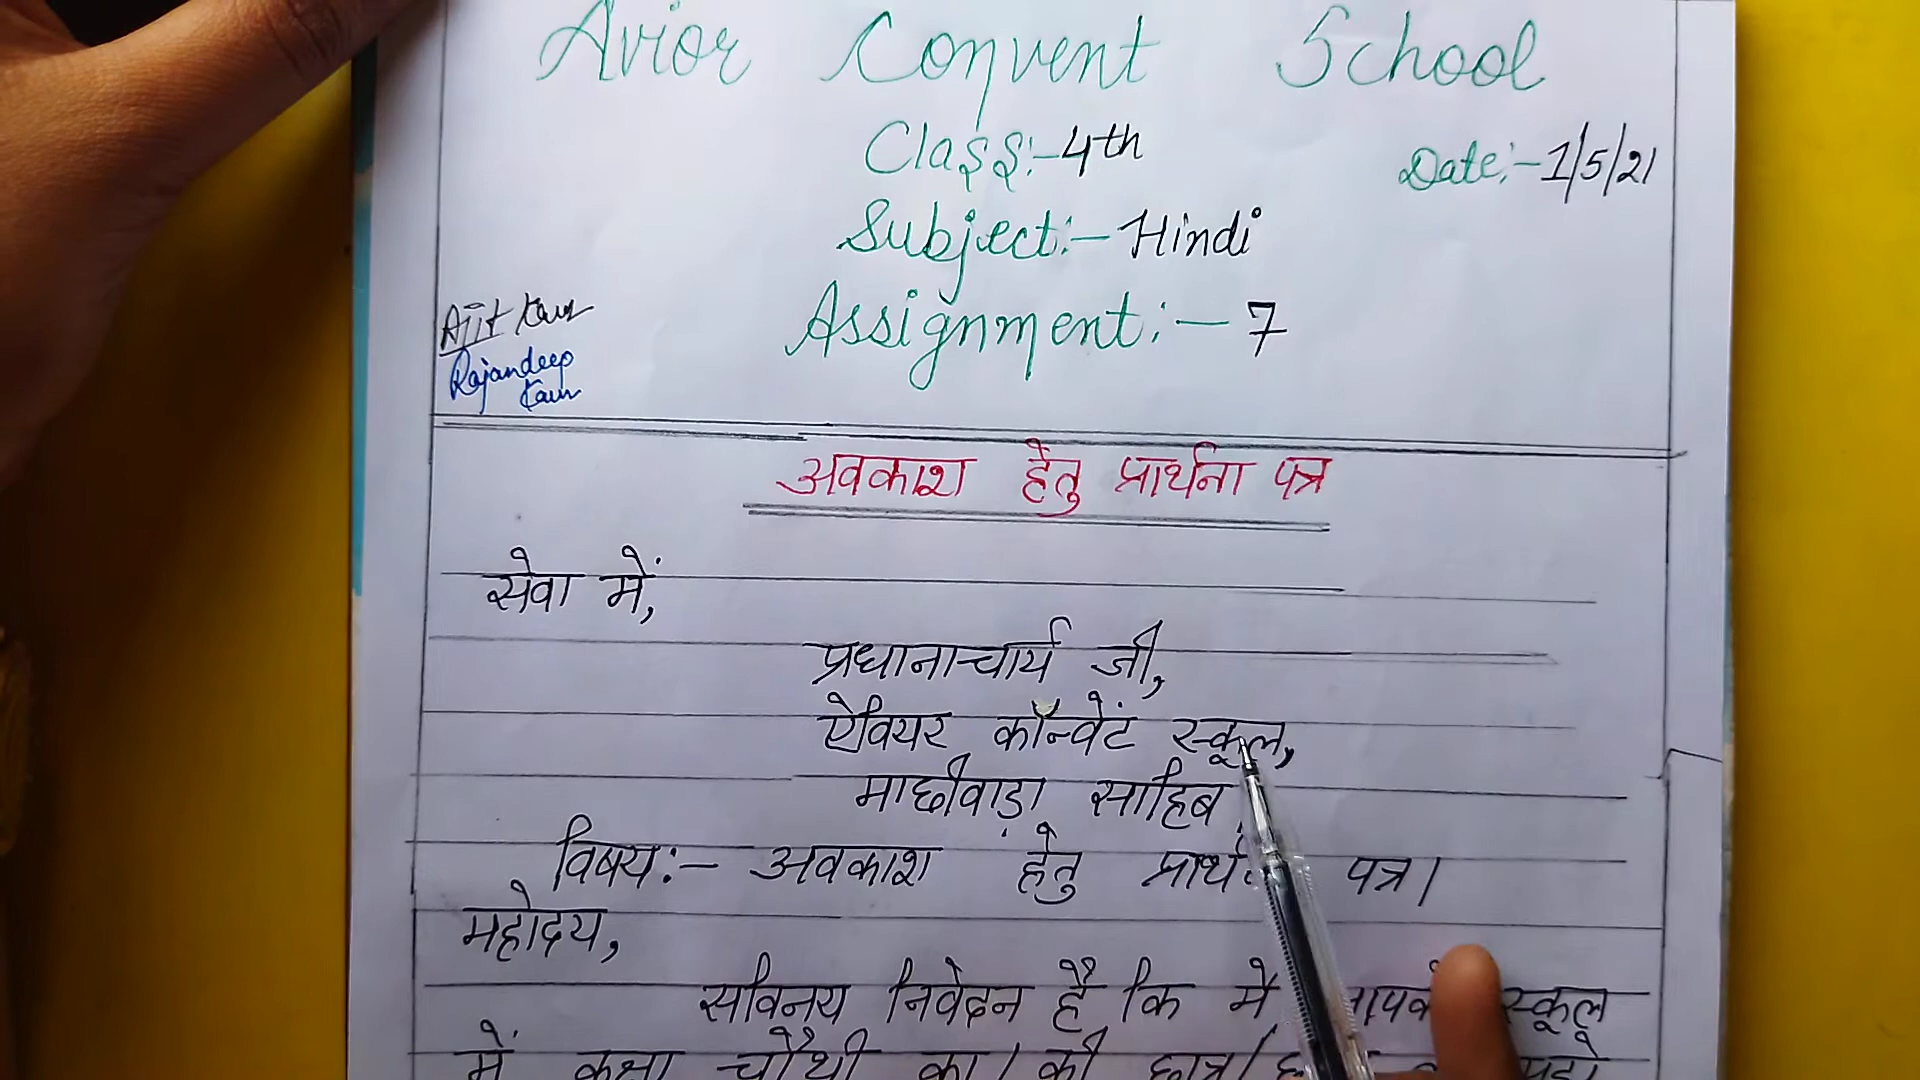 Avior Convent School
Class:-4th
Date:-1/5/21
Subject:-Hindi
Assignment:-7
Ajit Kaur
Rajandeep
Kaur
अवकाश हेतु प्रार्थना पत्र
सेवा में,
प्रधानाचार्य जी,
ऐवियर कॉन्वेटं स्कूल,
माछीवाड़ा साहिब
विषय:- अवकाश हेतु पत्र।
महोदय,
सविनय निवेदन है कि मैं स्कूल
में कक्षा चौथी का/की छात्र/